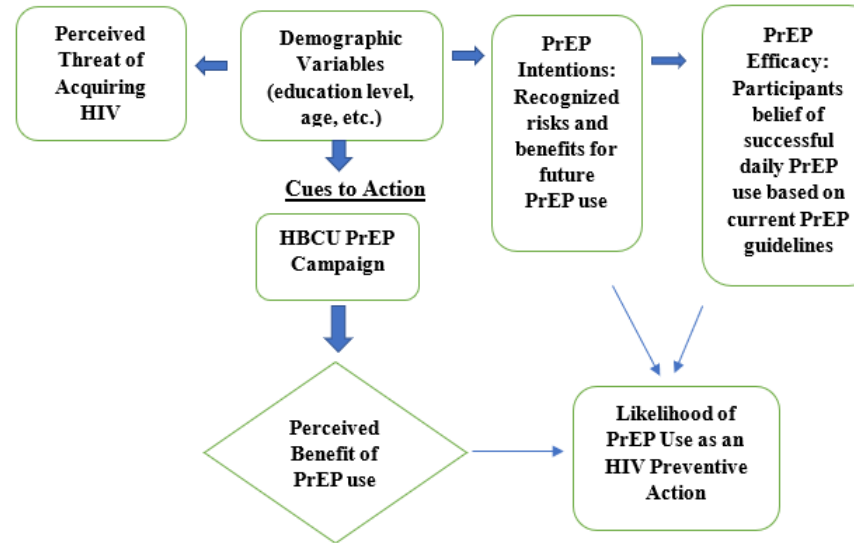 Perceived
Threat of
Acquiring
HIV
Demographic
Variables
(education level,
age, etc.)
PrEP
Intentions:
Recognized
risks and
benefits for
future
PrEP use
PrEP
Efficacy:
Participants
belief of
successful
daily PrEP
use based on
current PrEP
guidelines
Cues to Action
HBCU PrEP
Campaign
Perceived
Benefit of
PrEP use
Likelihood of
PrEP Use as an
HIV Preventive
Action